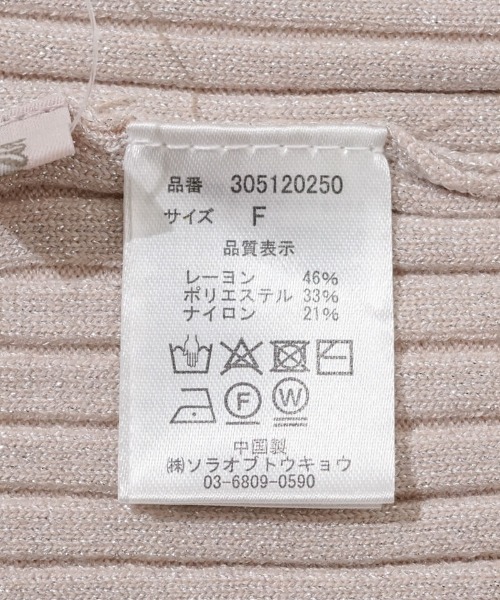 品番 305120250
サイズ F
品質表示
レーヨン 46%
ポリエステル 33%
ナイロン 21%
F W
中国製
㈱ソラオブトウキョウ
03-6809-0590